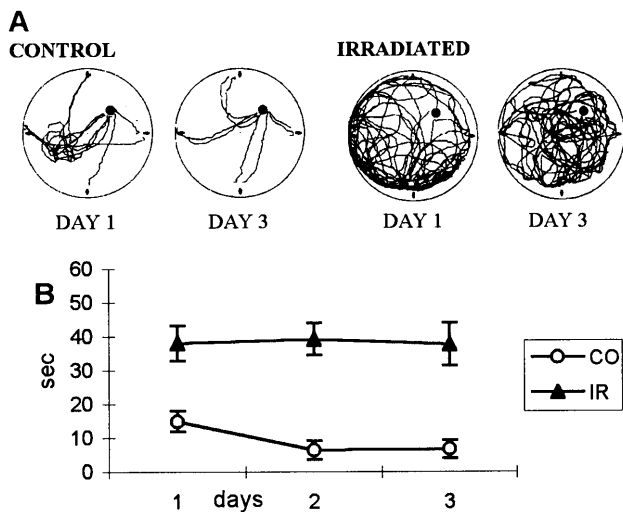 A
CONTROL IRRADIATED
DAY 1 DAY 3 DAY 1 DAY 3
B
60
50
40
30
20
10
0
sec
1 days 2 3
CO
IR